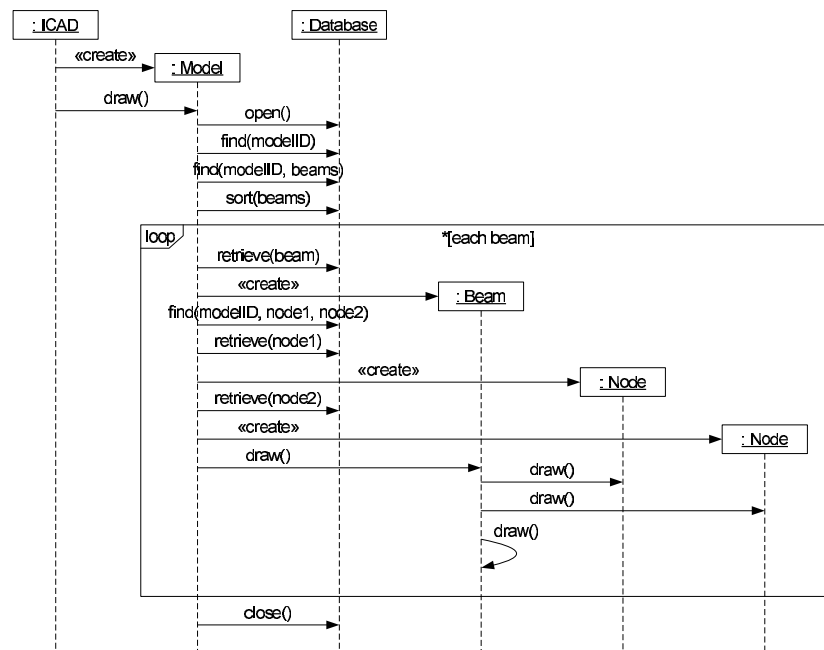 : ICAD
: Database
«create»
: Model
draw()
open()
find(modelID)
find(modelID, beams)
sort(beams)
loop
*[each beam]
retrieve(beam)
«create»
: Beam
find(modelID, node1, node2)
retrieve(node1)
«create»
: Node
retrieve(node2)
«create»
: Node
draw()
draw()
draw()
draw()
close()